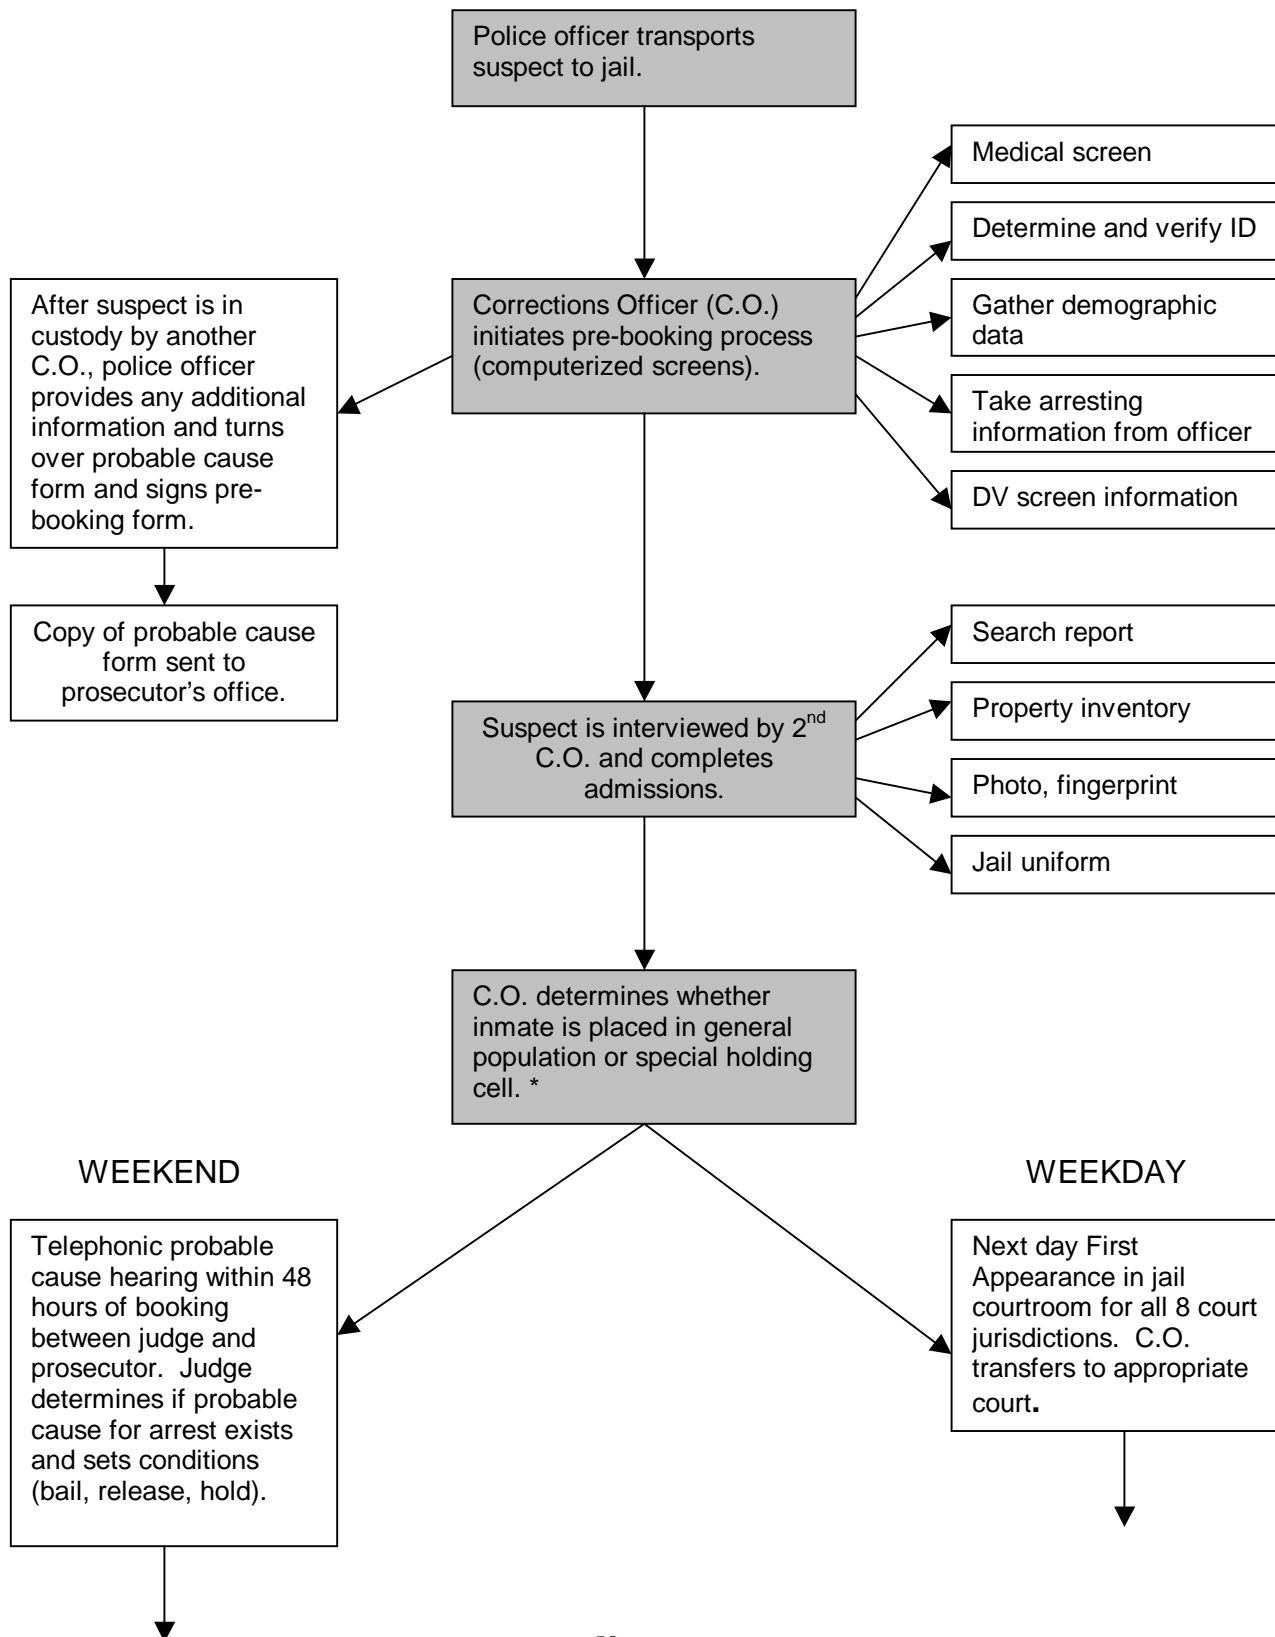 Police officer transports
suspect to jail.
Medical screen
Determine and verify ID
Gather demographic
data
Take arresting
information from officer
DV screen information
Corrections Officer (C.O.)
initiates pre-booking process
(computerized screens).
After suspect is in
custody by another
C.O., police officer
provides any additional
information and turns
over probable cause
form and signs pre-
booking form.
Copy of probable cause
form sent to
prosecutor's office.
Suspect is interviewed by 2nd
C.O. and completes
admissions.
Search report
Property inventory
Photo, fingerprint
Jail uniform
C.O. determines whether
inmate is placed in general
population or special holding
cell. *
WEEKEND
Telephonic probable
cause hearing within 48
hours of booking
between judge and
prosecutor.  Judge
determines if probable
cause for arrest exists
and sets conditions
(bail, release, hold).
WEEKDAY
Next day First
Appearance in jail
courtroom for all 8 court
jurisdictions.  C.O.
transfers to appropriate
court.